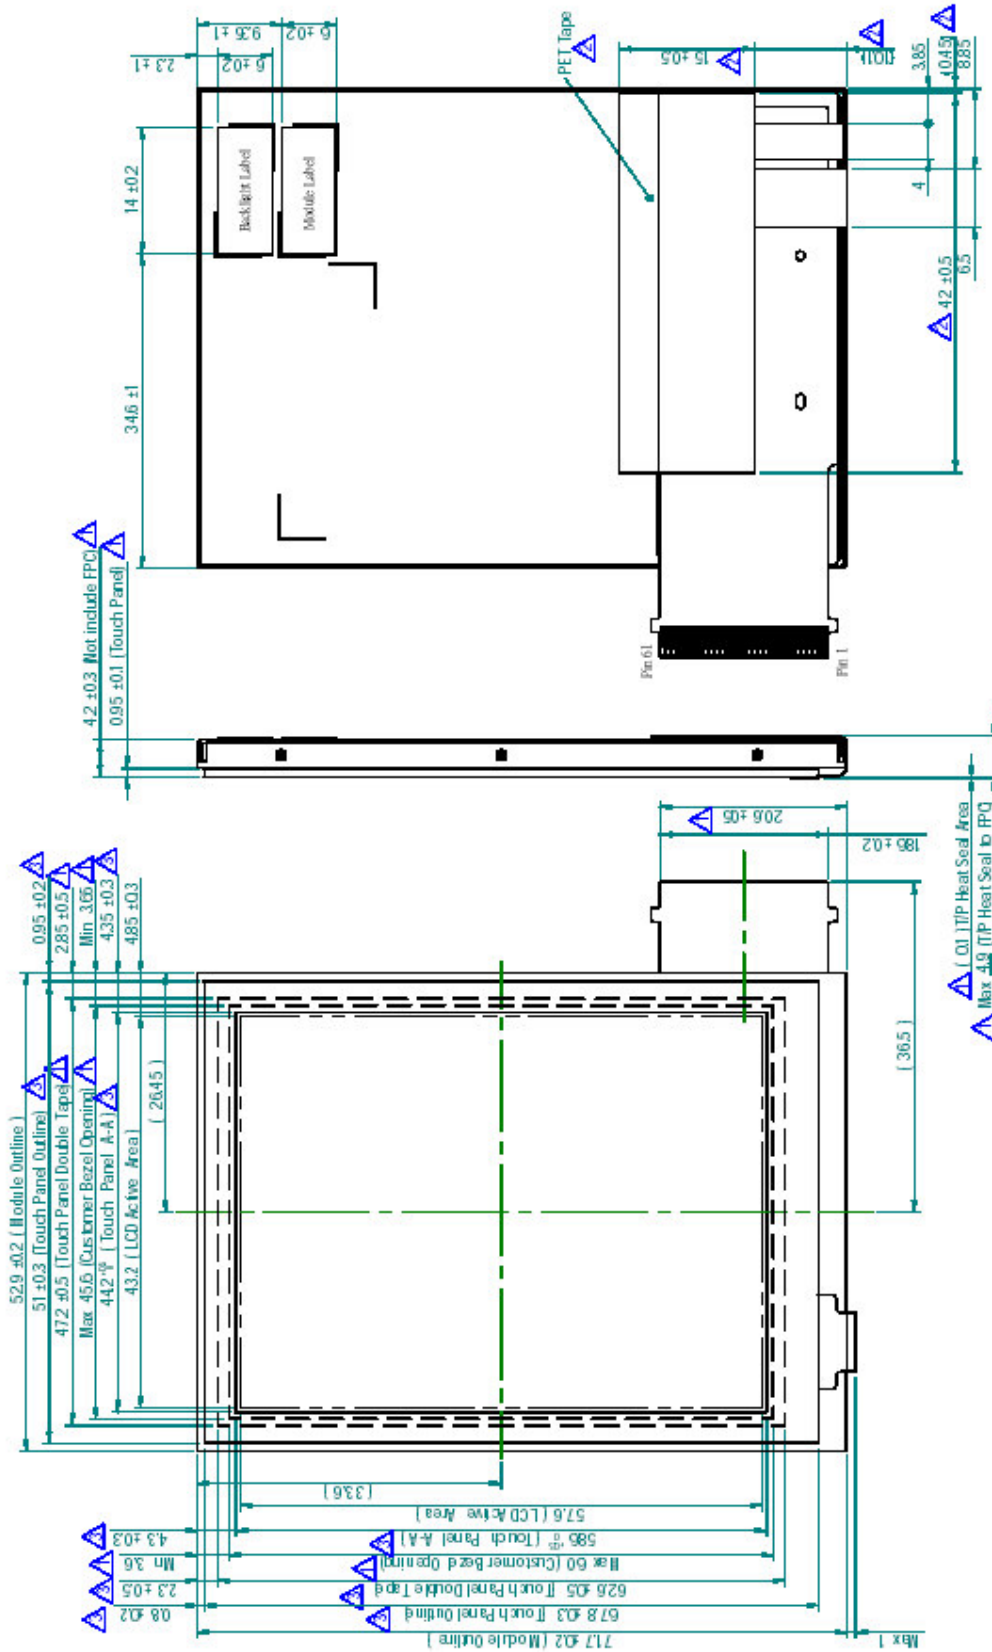 2.3 ±1
9.35 ±1
6 ±0.2
6 ±0.2
14 ±0.2
34.6 ±1
Backlight Label
Module Label
PET Tape
15 ±0.5
3.85
(0.45)
8.85
4
6.5
42 ±0.5
4.2 ±0.3 (Not include FPC)
0.95 ±0.1 (Touch Panel)
Pin 61
Pin 1
0.95 ±0.2
2.85 ±0.5
Min 3.65
4.35 ±0.3
4.85 ±0.3
20.6 ±0.5
18.6 ±0.2
(0.1) (T/P Heat Seal Area
Max 4.9 (T/P Heat Seal to FPC)
52.9 ±0.2 ( Module Outline )
51 ±0.3 (Touch Panel Outline)
47.2 ±0.5 (Touch Panel Double Tape)
Max 45.6 (Customer Bezel Opening)
44.2 ( Touch Panel A-A )
43.2 ( LCD Active Area )
( 26.45 )
( 36.5 )
( 33.6 )
57.6 ( LCD Active Area )
58.6 ( Touch Panel A-A )
Max 60 (Customer Bezel Opening)
62.6 ±0.5 (Touch Panel Double Tape)
67.8 ±0.3 (Touch Panel Outline)
71.7 ±0.2 ( Module Outline )
4.3 ±0.3
Min 3.6
2.3 ±0.5
0.8 ±0.2
Max 1